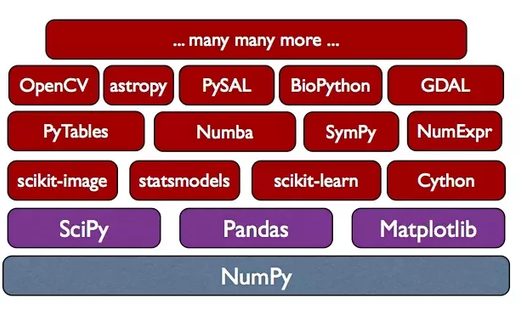 ... many many more ...
OpenCV astropy PySAL BioPython GDAL
PyTables Numba SymPy NumExpr
scikit-image statsmodels scikit-learn Cython
SciPy Pandas Matplotlib
NumPy